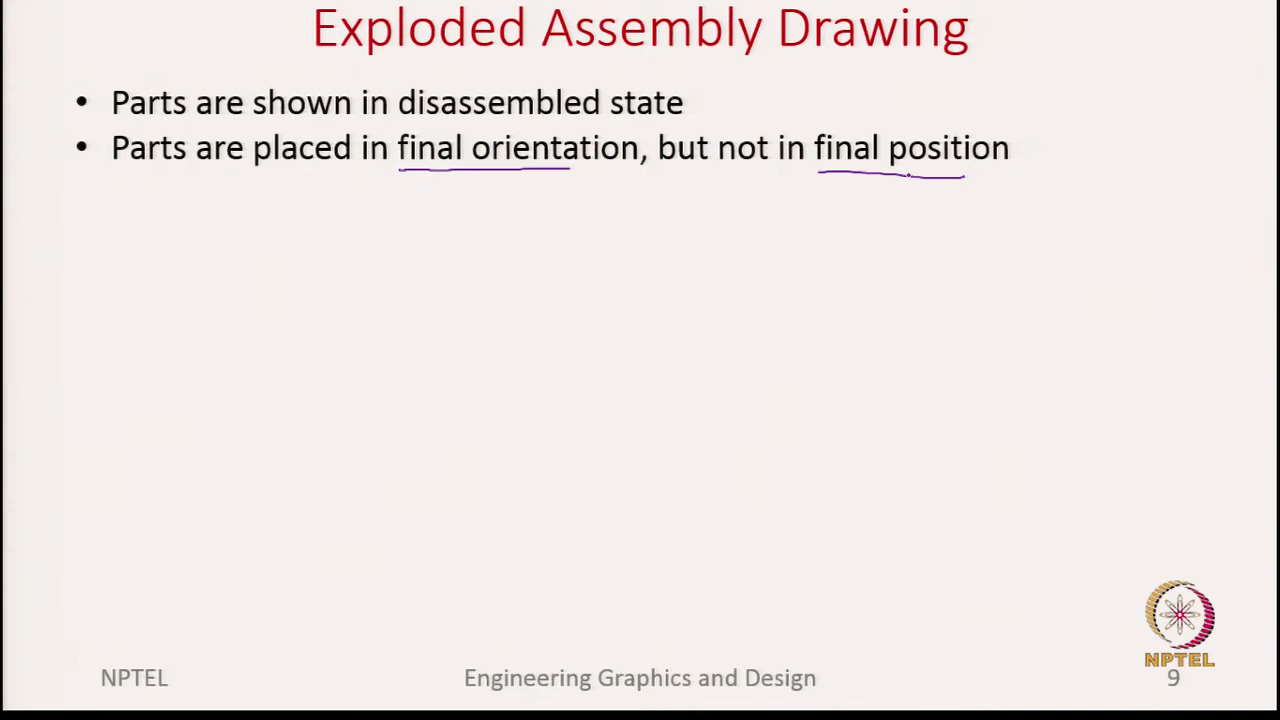 Exploded Assembly Drawing
• Parts are shown in disassembled state
• Parts are placed in final orientation, but not in final position
NPTEL
NPTEL Engineering Graphics and Design 9